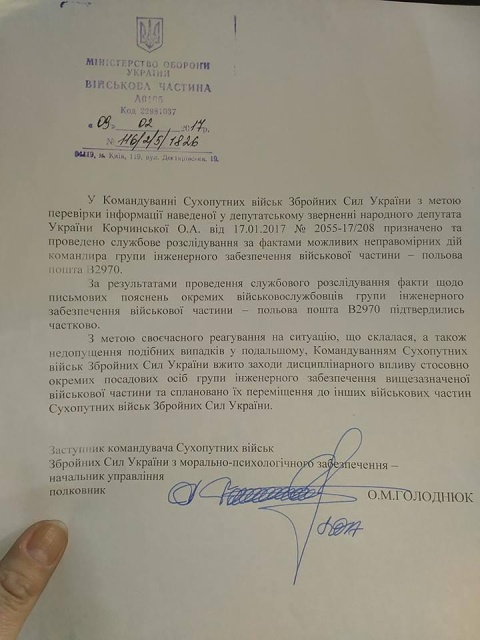 МІНІСТЕРСТВО ОБОРОНИ
УКРАЇНИ
ВІЙСЬКОВА ЧАСТИНА
А0105
Код
« 09 » 02 2017р.
№ 116/2/5/1826
04119, м. Київ, 119, вул. Дегтярівська, 19.
У Командуванні Сухопутних військ Збройних Сил України з метою
перевірки інформації наведеної у депутатському зверненні народного депутата
України Корчинської О.А. від 17.01.2017 № 2055-17/208 призначено та
проведено службове розслідування за фактами можливих неправомірних дій
командира групи інженерного забезпечення військової частини – польова
пошта В2970.
За результатами проведення службового розслідування факти щодо
письмових пояснень окремих військовослужбовців групи інженерного
забезпечення військової частини – польова пошта В2970 підтвердились
частково.
З метою своєчасного реагування на ситуацію, що склалася, а також
недопущення подібних випадків у подальшому, Командуванням Сухопутних
військ Збройних Сил України вжито заходи дисциплінарного впливу стосовно
окремих посадових осіб групи інженерного забезпечення вищезазначеної
військової частини та сплановано їх переміщення до інших військових частин
Сухопутних військ Збройних Сил України.
Заступник командувача Сухопутних військ
Збройних Сил України з морально-психологічного забезпечення –
начальник управління
полковник О.М.ГОЛОДНЮК